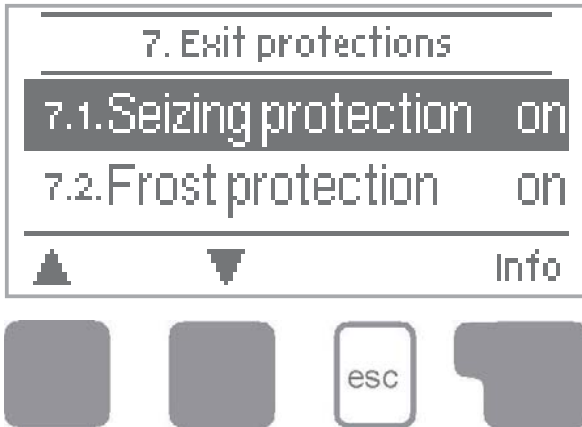 7. Exit protections
7.1.Seizing protection on
7.2.Frost protection on
Info
esc